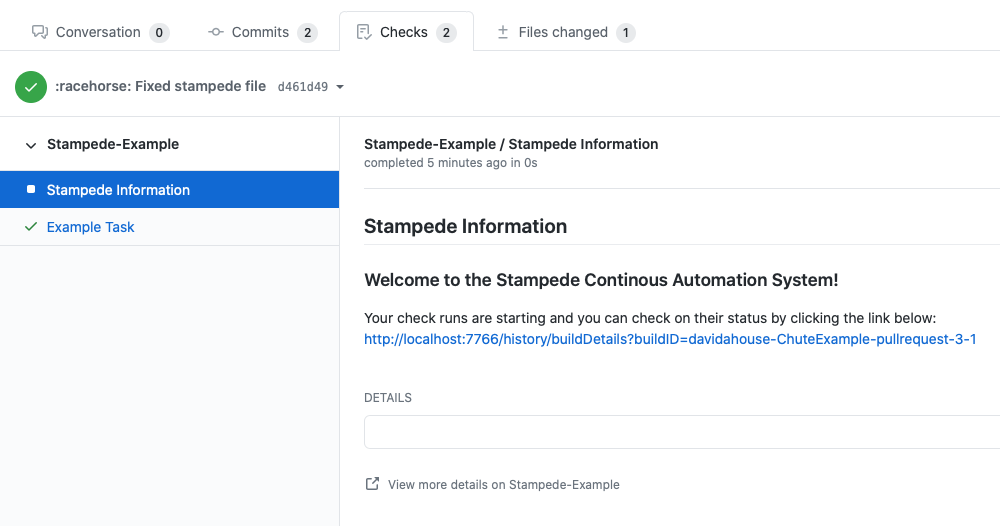 Conversation 0 Commits 2 Checks 2 Files changed 1
:racehorse: Fixed stampede file d461d49
Stampede-Example
Stampede Information
Example Task
Stampede-Example / Stampede Information
completed 5 minutes ago in 0s
Stampede Information
Welcome to the Stampede Continous Automation System!
Your check runs are starting and you can check on their status by clicking the link below:
http://localhost:7766/history/buildDetails?buildID=davidahouse-ChuteExample-pullrequest-3-1
DETAILS
View more details on Stampede-Example